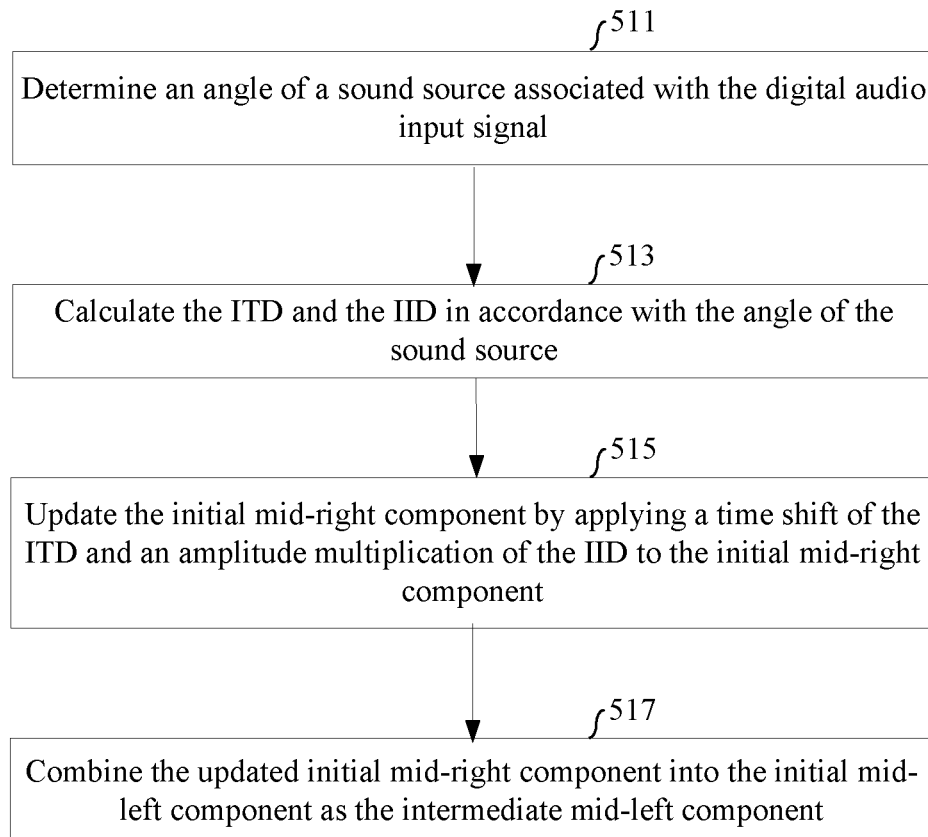 511
Determine an angle of a sound source associated with the digital audio
input signal
513
Calculate the ITD and the IID in accordance with the angle of the
sound source
515
Update the initial mid-right component by applying a time shift of the
ITD and an amplitude multiplication of the IID to the initial mid-right
component
517
Combine the updated initial mid-right component into the initial mid-
left component as the intermediate mid-left component